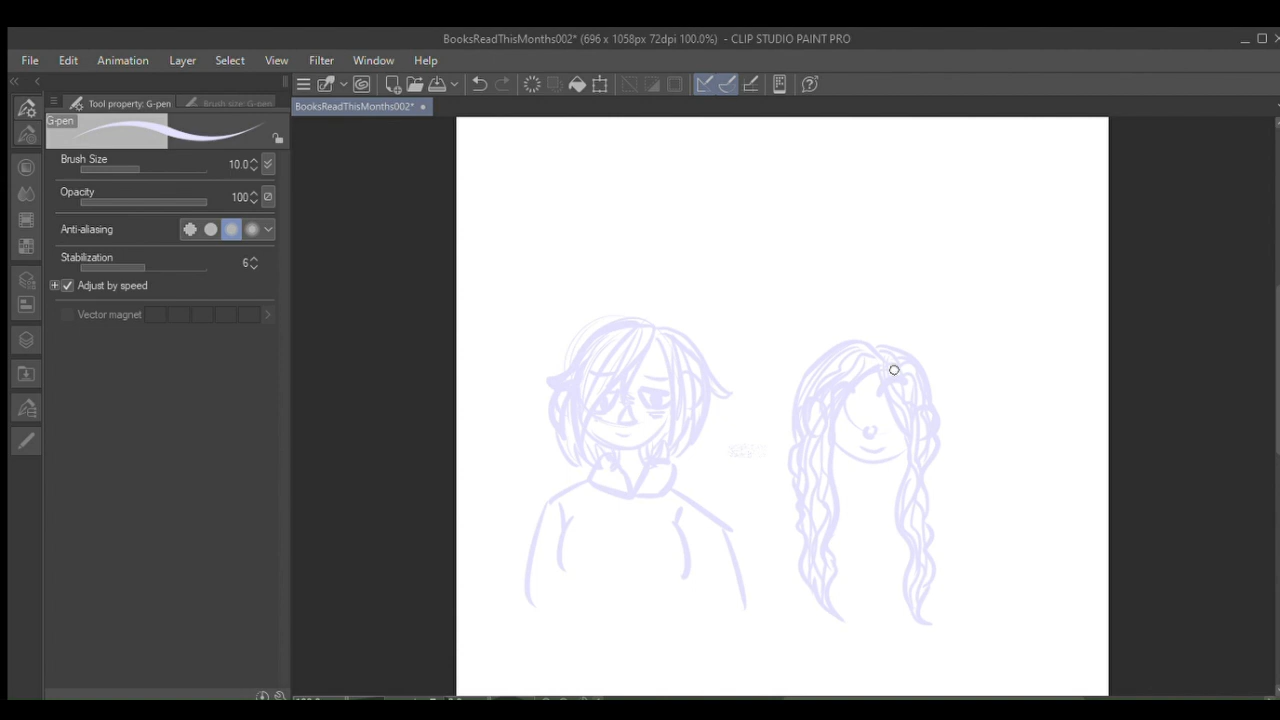 BooksReadThisMonths002* (696 x 1058px 72dpi 100.0%) - CLIP STUDIO PAINT PRO
File Edit Animation Layer Select View Filter Window Help
Tool property: G-pen Brush size: G-pen
BooksReadThisMonths002*
G-pen
Brush Size 10.0
Opacity 100
Anti-aliasing
Stabilization 6
Adjust by speed
Vector magnet